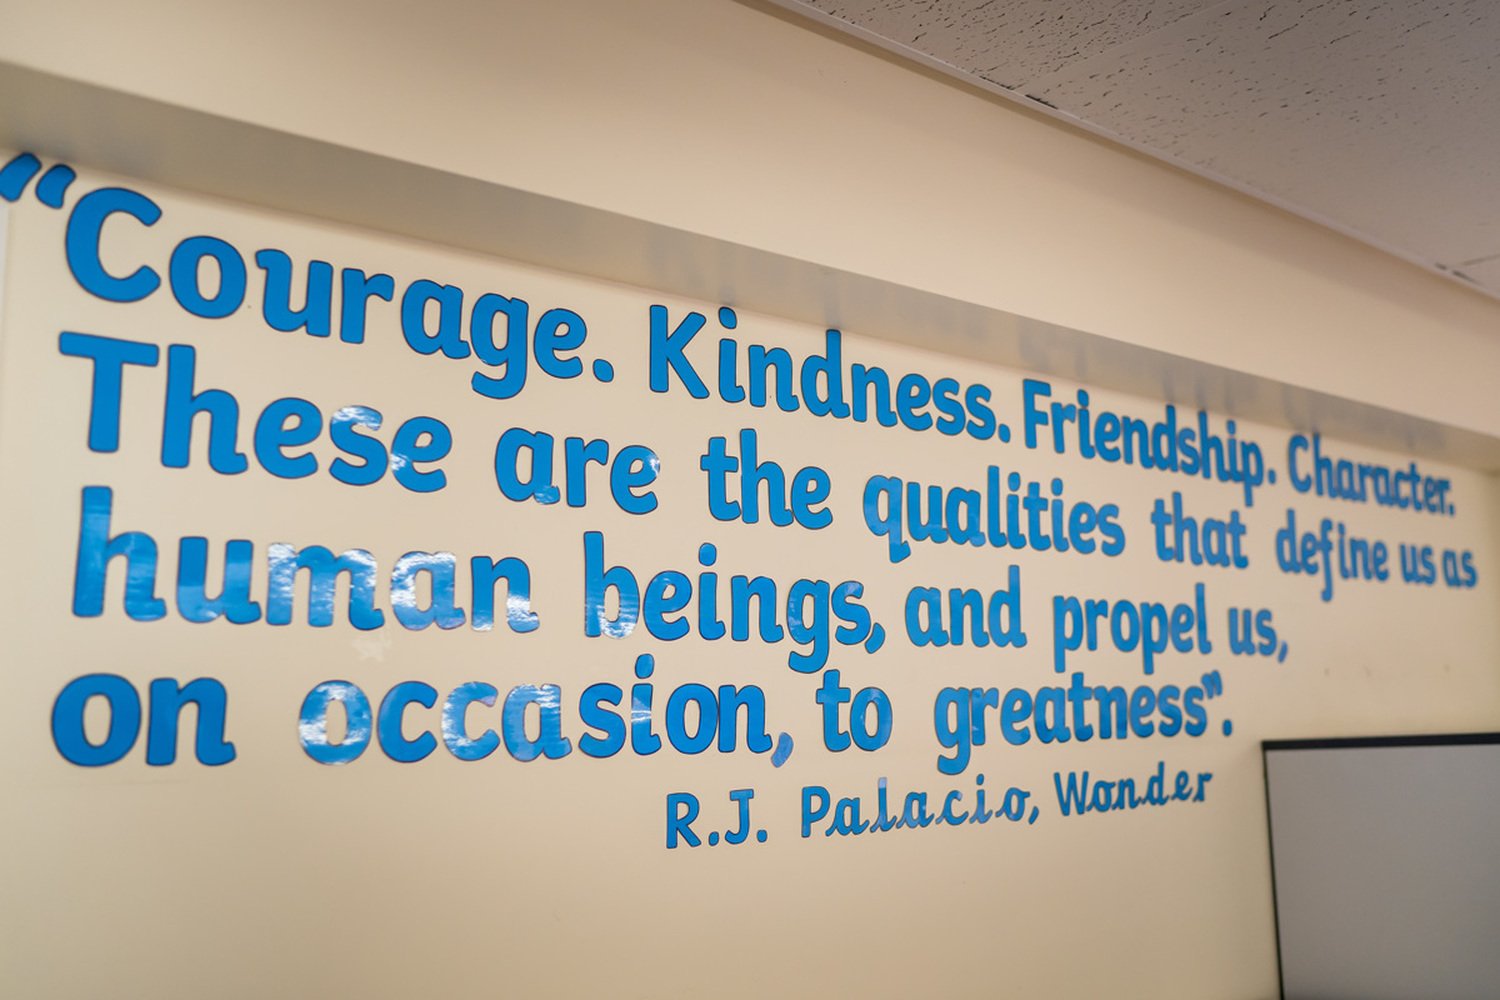 “Courage. Kindness. Friendship. Character.
These are the qualities that define us as
human beings, and propel us,
on occasion, to greatness”.
R.J. Palacio, Wonder